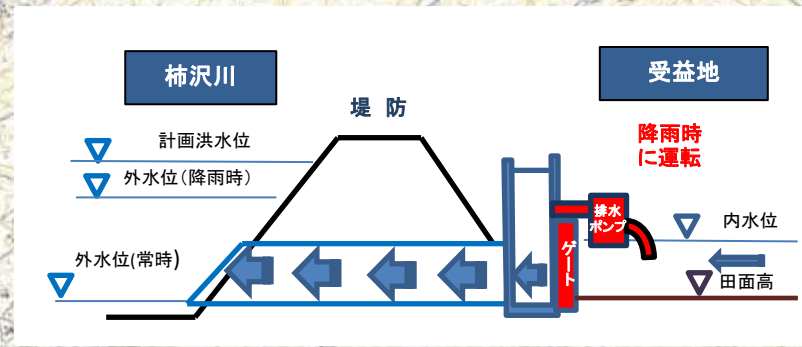 柿沢川
受益地
堤 防
降雨時
に運転
計画洪水位
外水位(降雨時)
排水
ポンプ
内水位
外水位(常時)
ゲート
田面高